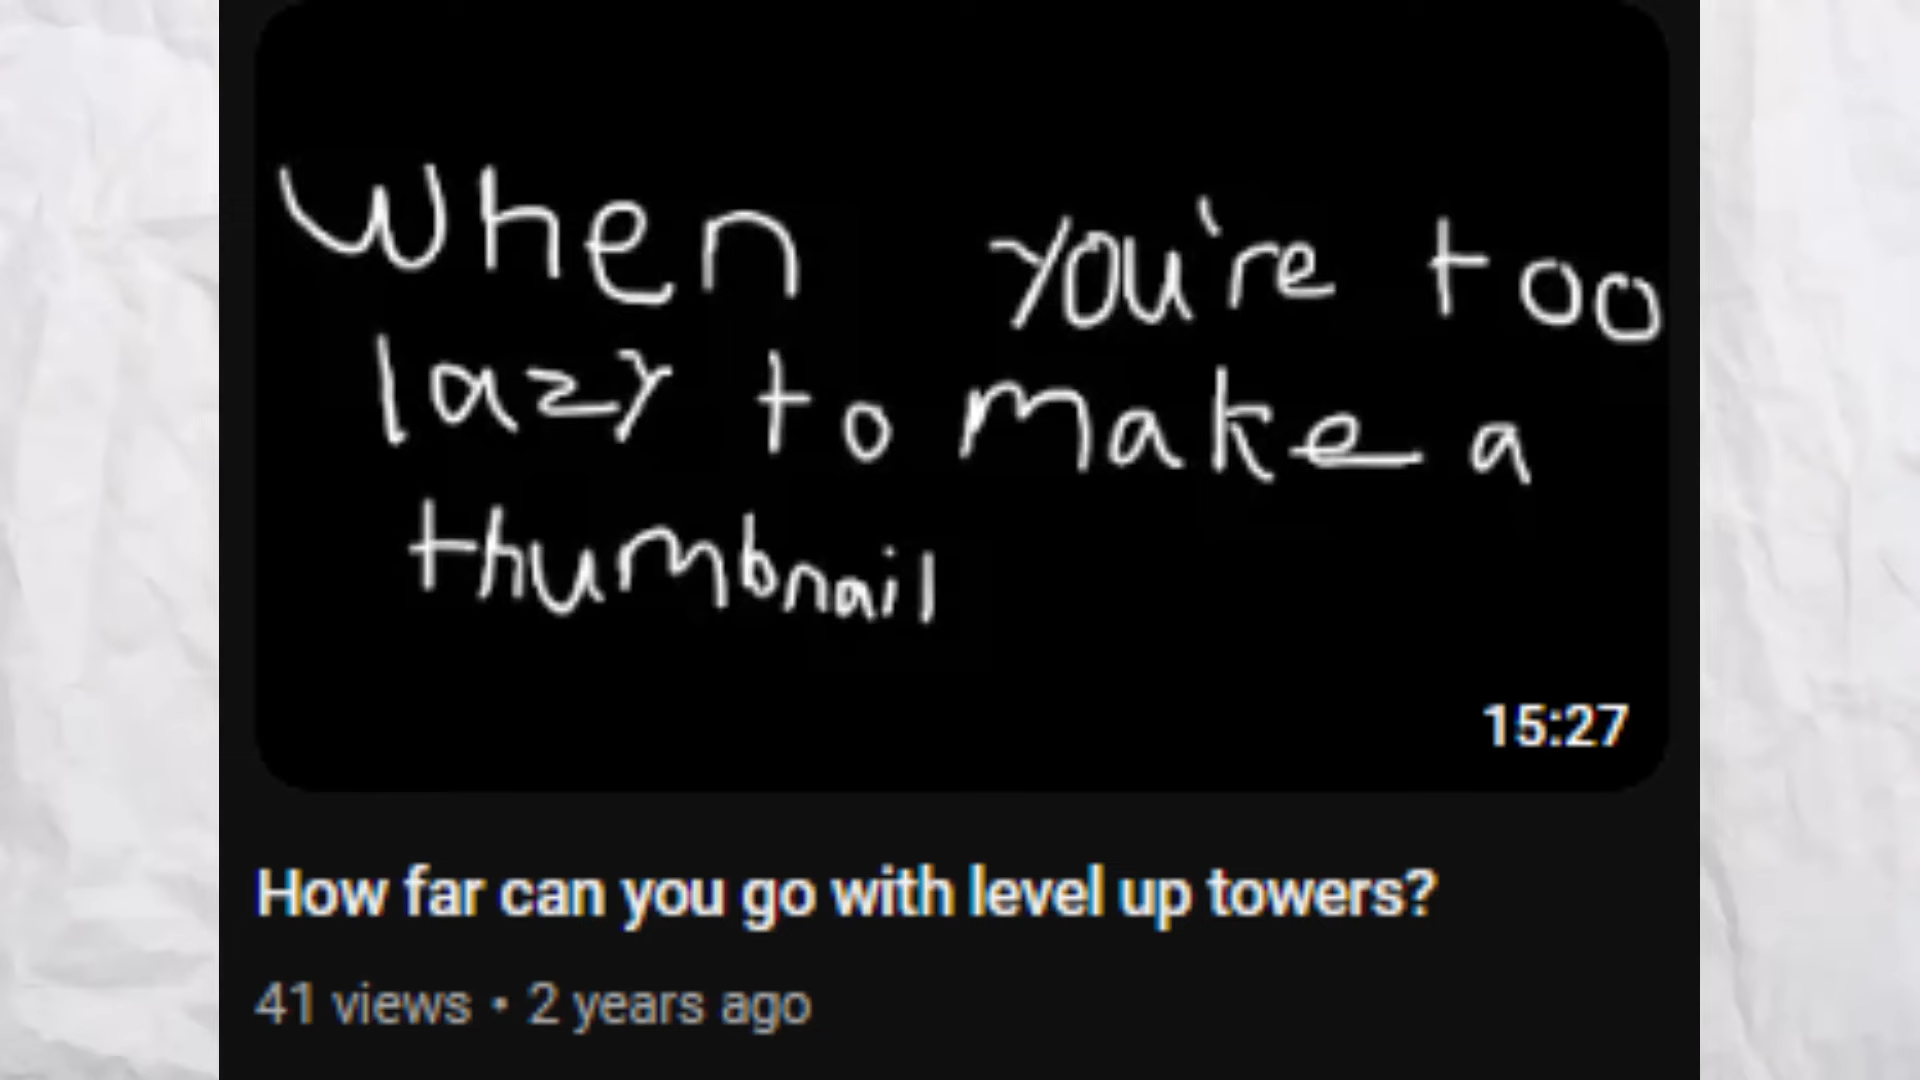 When you're too
lazy to make a
thumbnail
15:27
How far can you go with level up towers?
41 views • 2 years ago